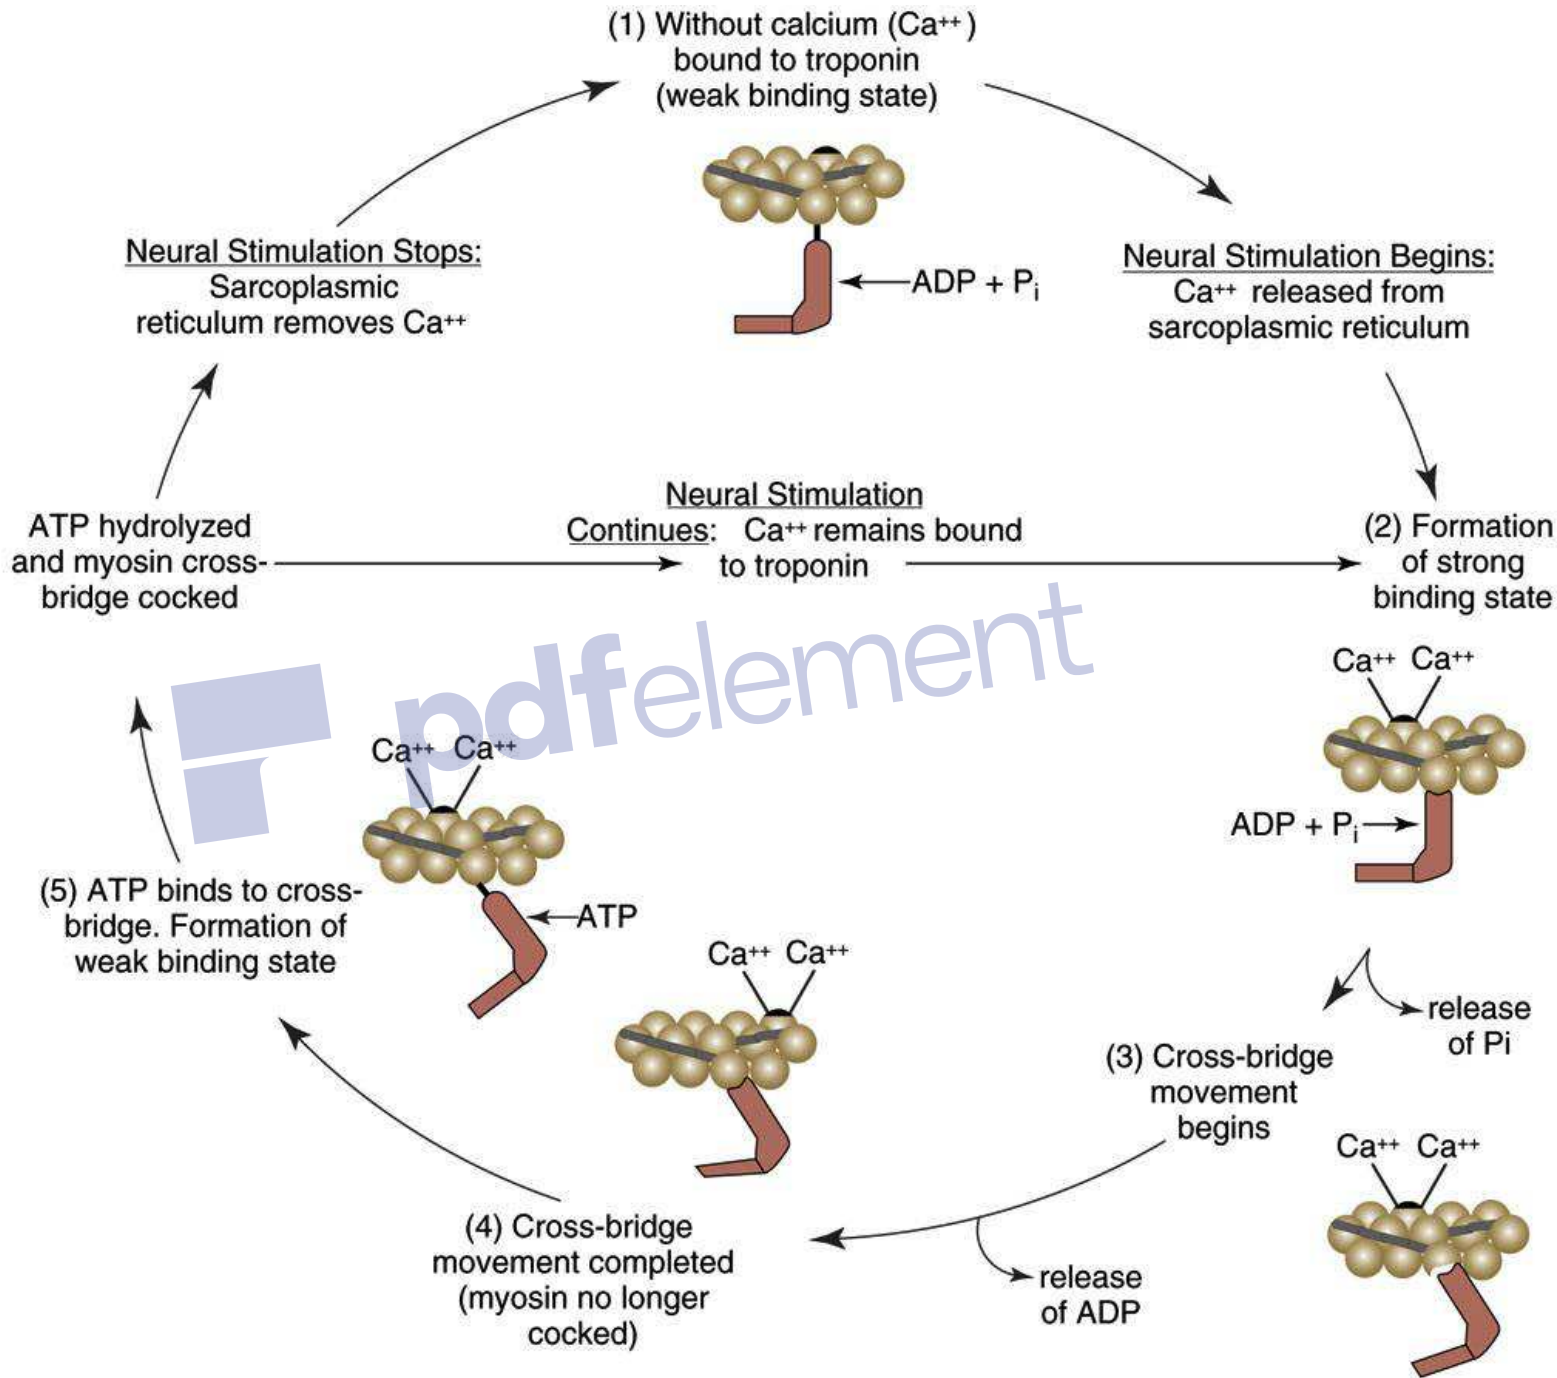 (1) Without calcium (Ca++)
bound to troponin
(weak binding state)
ADP + Pi
Neural Stimulation Begins:
Ca++ released from
sarcoplasmic reticulum
Neural Stimulation Stops:
Sarcoplasmic
reticulum removes Ca++
ATP hydrolyzed
and myosin cross-
bridge cocked
Neural Stimulation
Continues: Ca++ remains bound
to troponin
(2) Formation
of strong
binding state
Ca++ Ca++
ADP + Pi
release
of Pi
(3) Cross-bridge
movement
begins
Ca++ Ca++
release
of ADP
(4) Cross-bridge
movement completed
(myosin no longer
cocked)
Ca++ Ca++
(5) ATP binds to cross-
bridge. Formation of
weak binding state
Ca++ Ca++
ATP
pdfelement